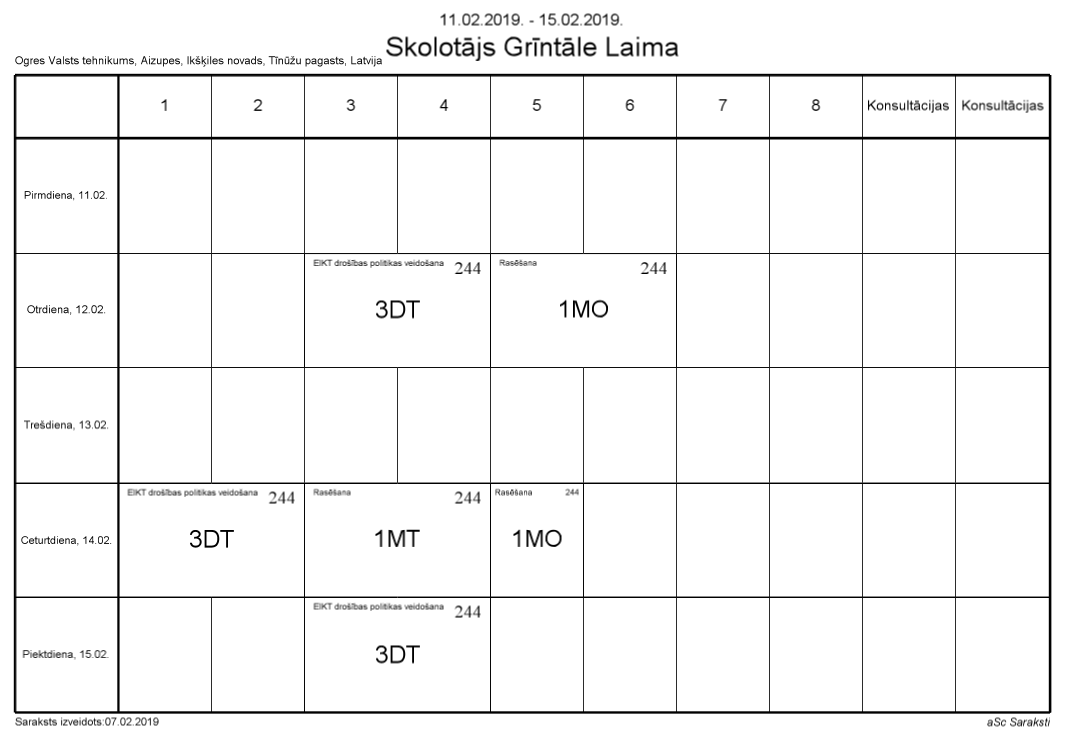 11.02.2019. - 15.02.2019.
Skolotājs Grīntāle Laima
Ogres Valsts tehnikums, Aizupes, Ikšķiles novads, Tīnūžu pagasts, Latvija
1 2 3 4 5 6 7 8 Konsultācijas Konsultācijas
Pirmdiena, 11.02.
EIKT drošības politikas veidošana 244 Rasēšana 244
Otrdiena, 12.02. 3DT 1MO
Trešdiena, 13.02.
EIKT drošības politikas veidošana 244 Rasēšana 244 Rasēšana 244
Ceturtdiena, 14.02. 3DT 1MT 1MO
EIKT drošības politikas veidošana 244
Piektdiena, 15.02. 3DT
Saraksts izveidots:07.02.2019 aSc Saraksti